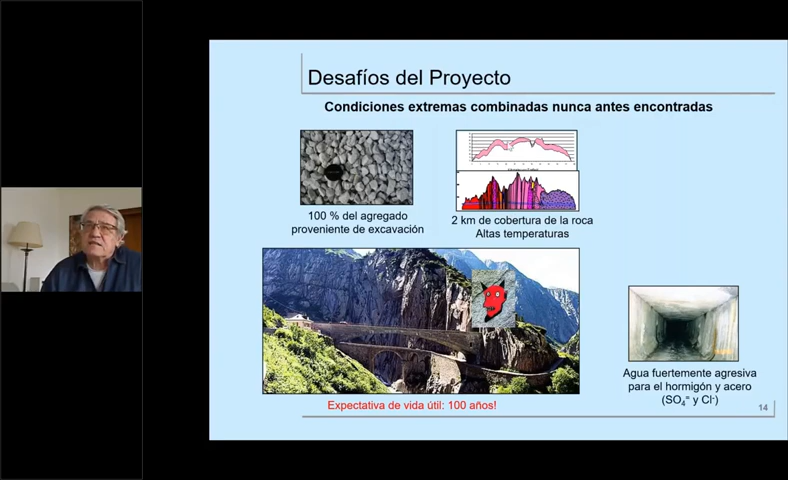 Desafíos del Proyecto
Condiciones extremas combinadas nunca antes encontradas
100 % del agregado
proveniente de excavación
2 km de cobertura de la roca
Altas temperaturas
Agua fuertemente agresiva
para el hormigón y acero
(SO₄⁼ y Cl⁻)
Expectativa de vida útil: 100 años!
14